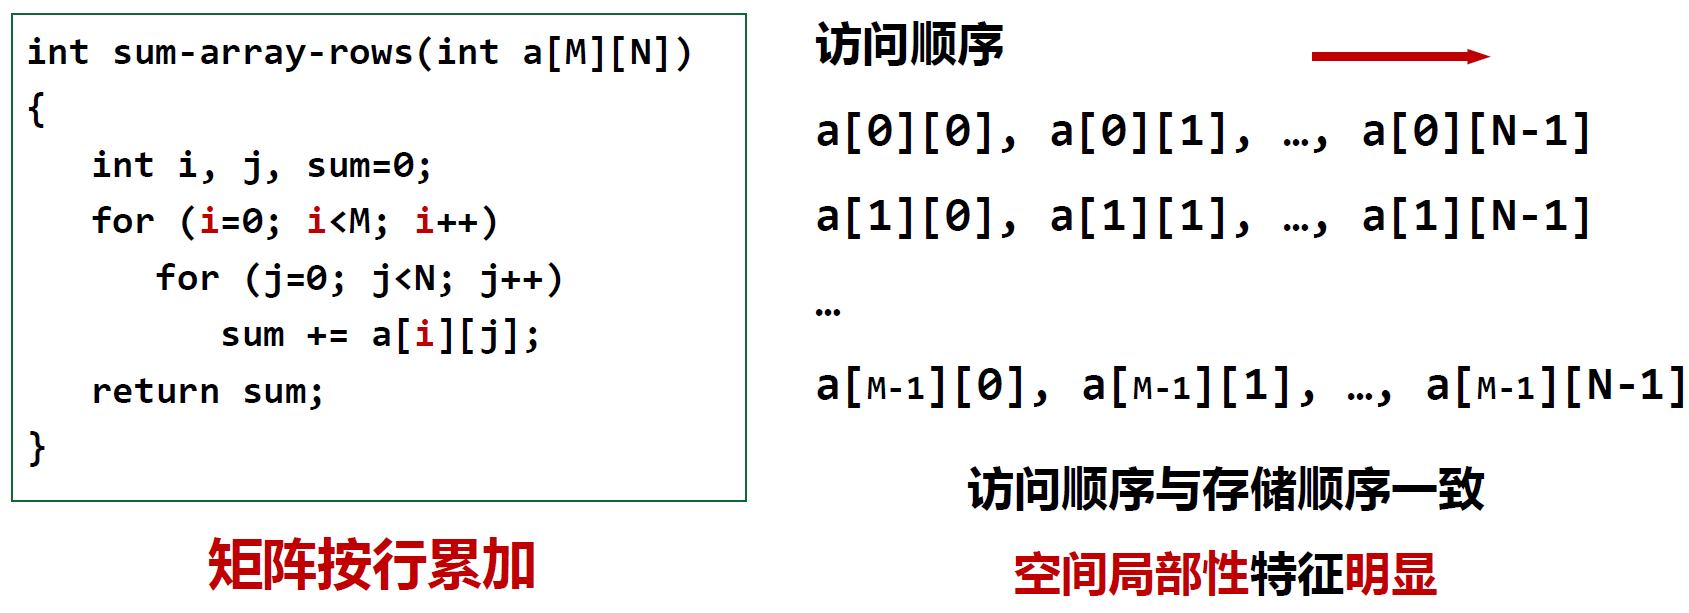 int sum-array-rows(int a[M][N])
{
int i, j, sum=0;
for (i=0; i<M; i++)
for (j=0; j<N; j++)
sum += a[i][j];
return sum;
}
矩阵按行累加
访问顺序
a[0][0], a[0][1], …, a[0][N-1]
a[1][0], a[1][1], …, a[1][N-1]
…
a[M-1][0], a[M-1][1], …, a[M-1][N-1]
访问顺序与存储顺序一致
空间局部性特征明显